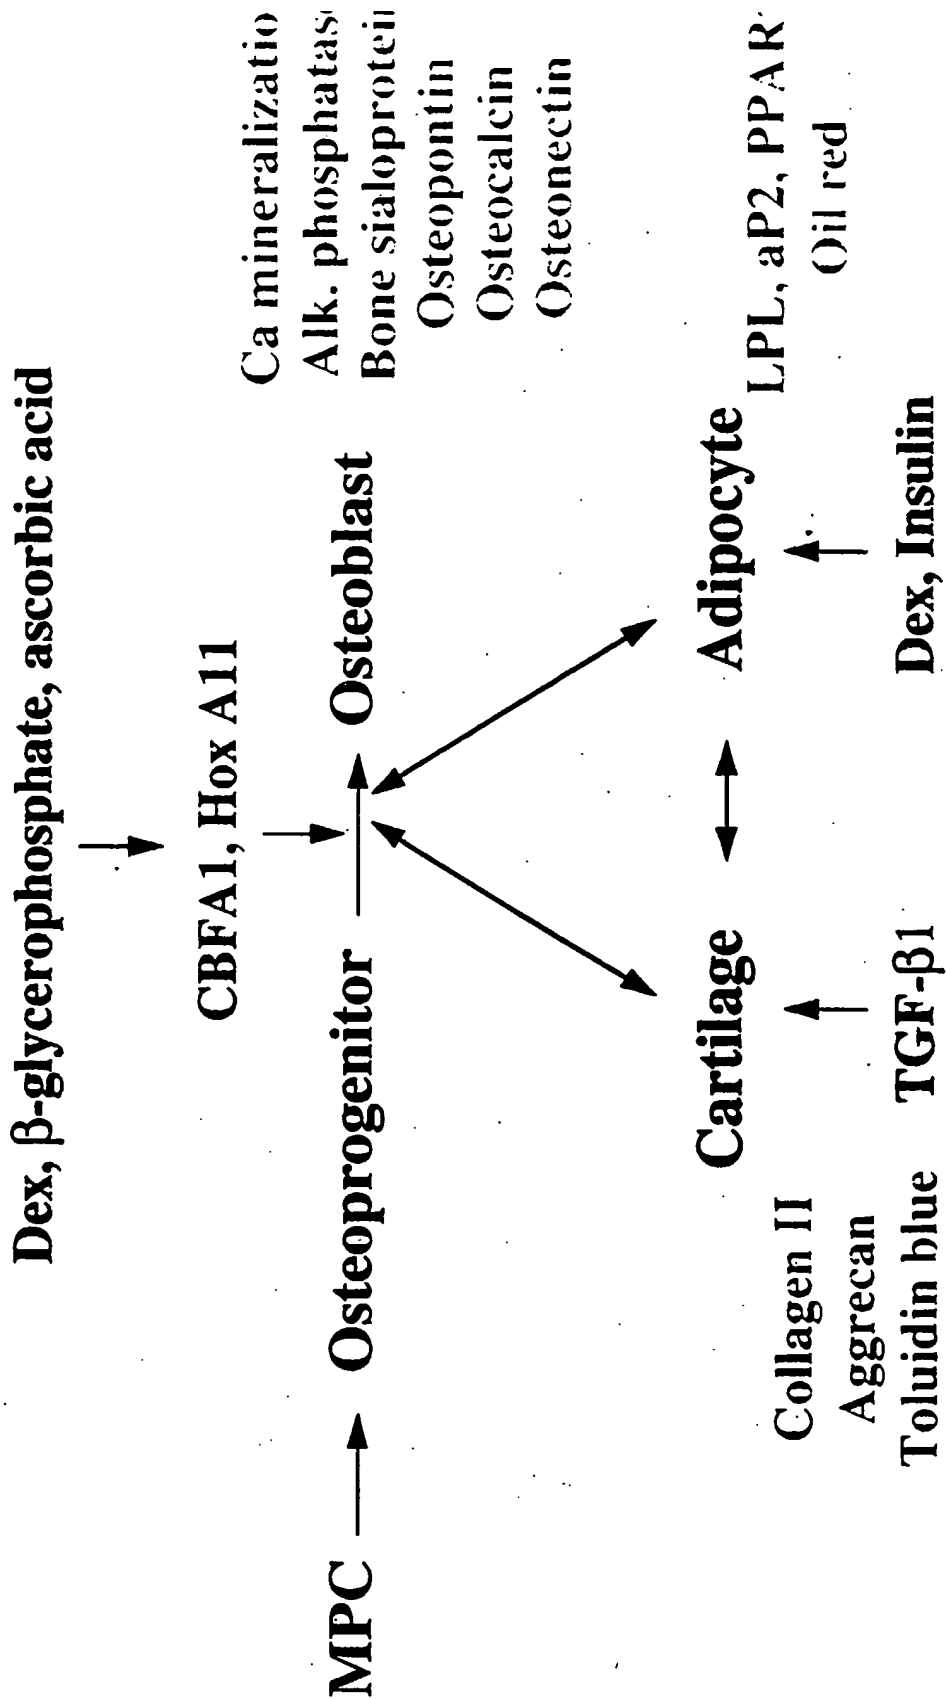 Dex, β-glycerophosphate, ascorbic acid
CBFA1, Hox A11
MPC
Osteoprogenitor
Osteoblast
Ca mineralizatio
Alk. phosphatas
Bone sialoprotei
Osteopontin
Osteocalcin
Osteonectin
Cartilage
Adipocyte
Collagen II
Aggrecan
Toluidin blue
TGF-β1
LPL, aP2, PPAR
Oil red
Dex, Insulin